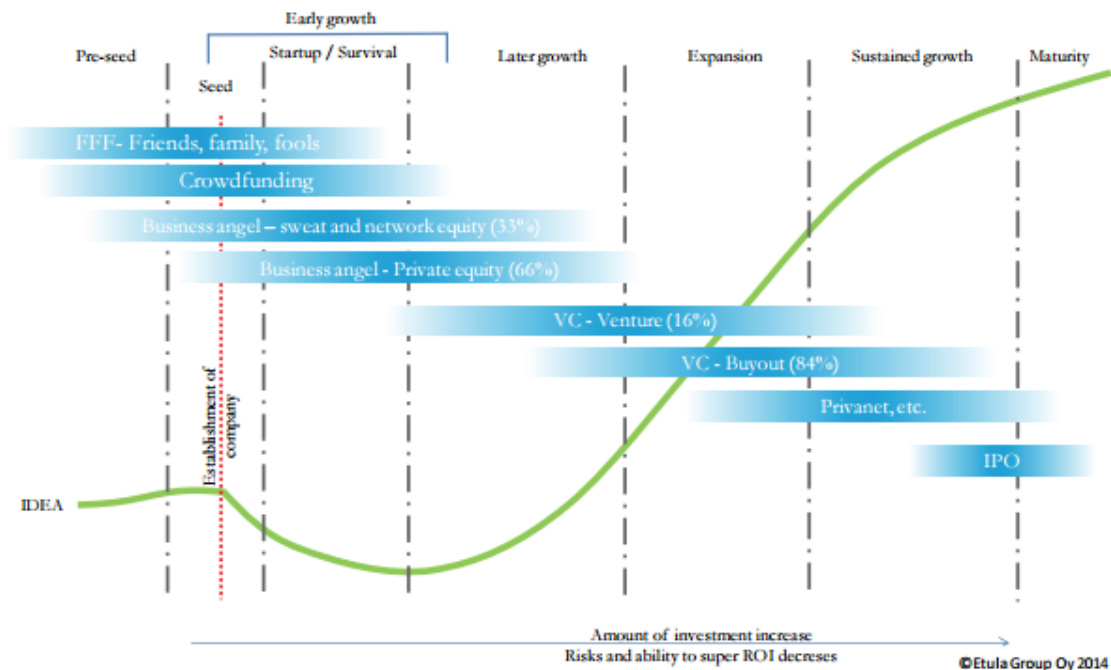 Early growth
Pre-seed
Startup / Survival
Later growth
Expansion
Sustained growth
Maturity
Seed
FFF- Friends, family, fools
Crowdfunding
Business angel – sweat and network equity (33%)
Business angel - Private equity (66%)
VC - Venture (16%)
VC - Buyout (84%)
Privanet, etc.
IPO
Establishment of
company
IDEA
Amount of investment increase
Risks and ability to super ROI decreses
©Etula Group Oy 2014